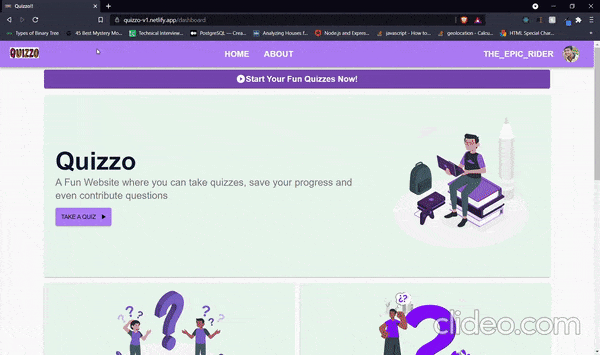 Quizzo!!
quizzo-v1.netlify.app/dashboard
Types of Binary Tree
45 Best Mystery Mo...
Technical Interview...
PostgreSQL — Crea...
Analyzing Houses f...
Node.js and Expres...
javascript - How to...
geolocation - Calcu...
HTML Special Char...
QUIZZO
HOME
ABOUT
THE_EPIC_RIDER
Start Your Fun Quizzes Now!
Quizzo
A Fun Website where you can take quizzes, save your progress and
even contribute questions
TAKE A QUIZ
clideo.com